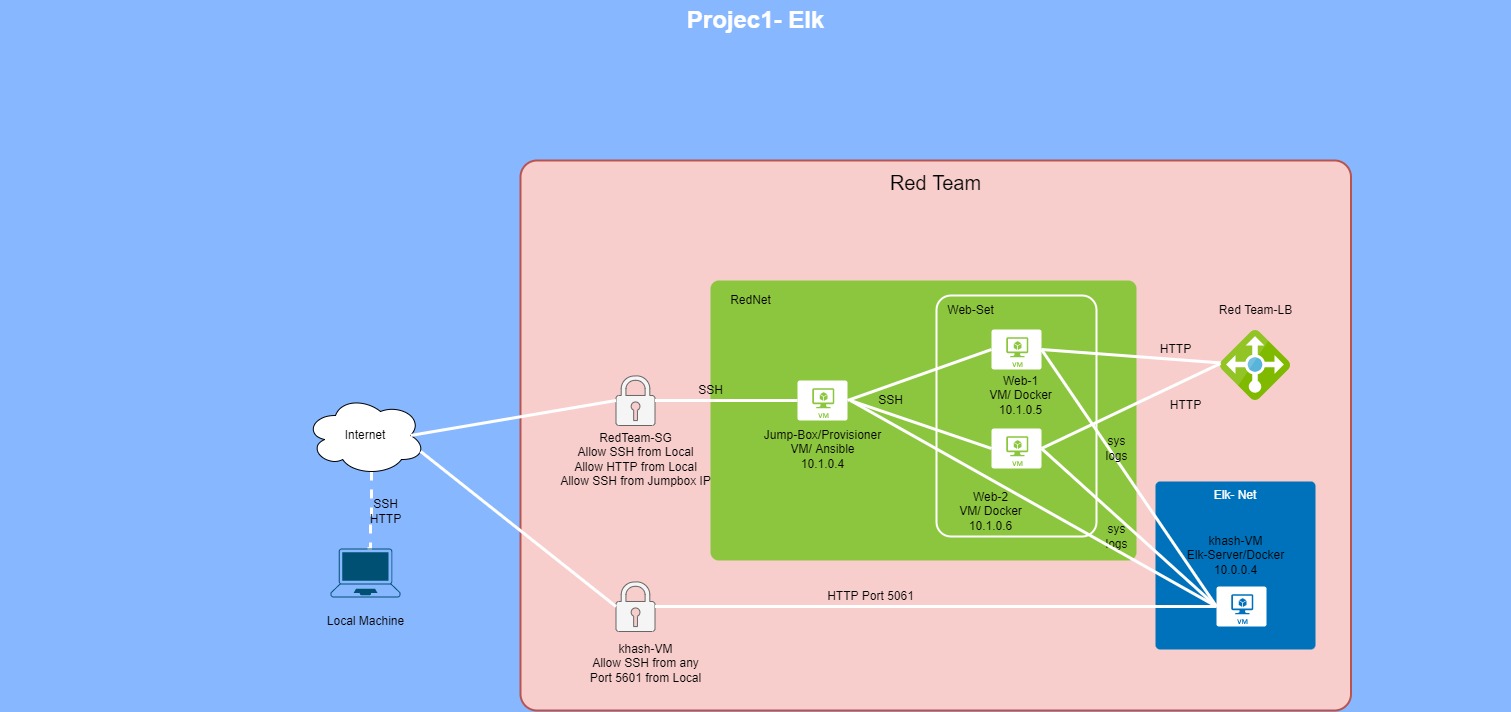 Projec1- Elk
Red Team
RedNet
Web-Set
Red Team-LB
HTTP
VM
Web-1
VM/ Docker
10.1.0.5
SSH
SSH
VM
HTTP
Internet
RedTeam-SG
Allow SSH from Local
Allow HTTP from Local
Allow SSH from Jumpbox IP
Jump-Box/Provisioner
VM/ Ansible
10.1.0.4
VM
sys
logs
Web-2
VM/ Docker
10.1.0.6
Elk- Net
SSH
HTTP
sys
logs
khash-VM
Elk-Server/Docker
10.0.0.4
HTTP Port 5061
VM
Local Machine
khash-VM
Allow SSH from any
Port 5601 from Local